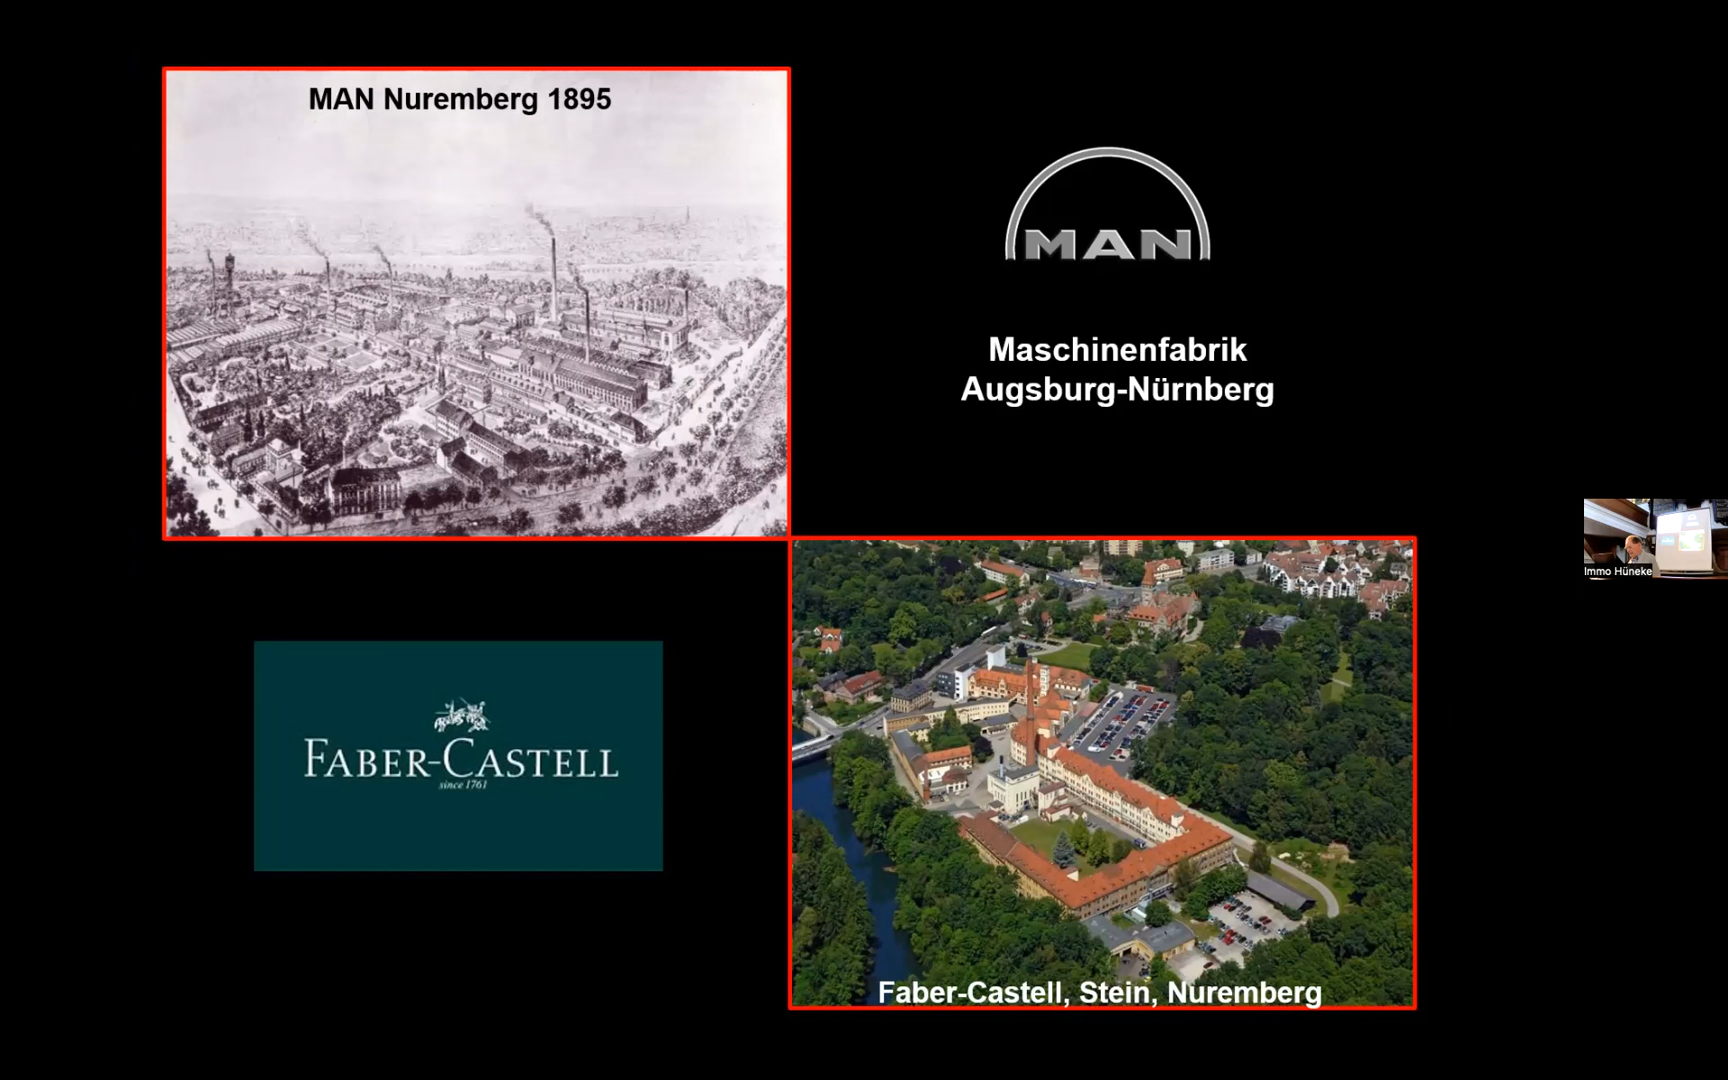 MAN Nuremberg 1895
MAN
Maschinenfabrik
Augsburg-Nürnberg
Immo Hüneke
FABER-CASTELL
since 1761
Faber-Castell, Stein, Nuremberg